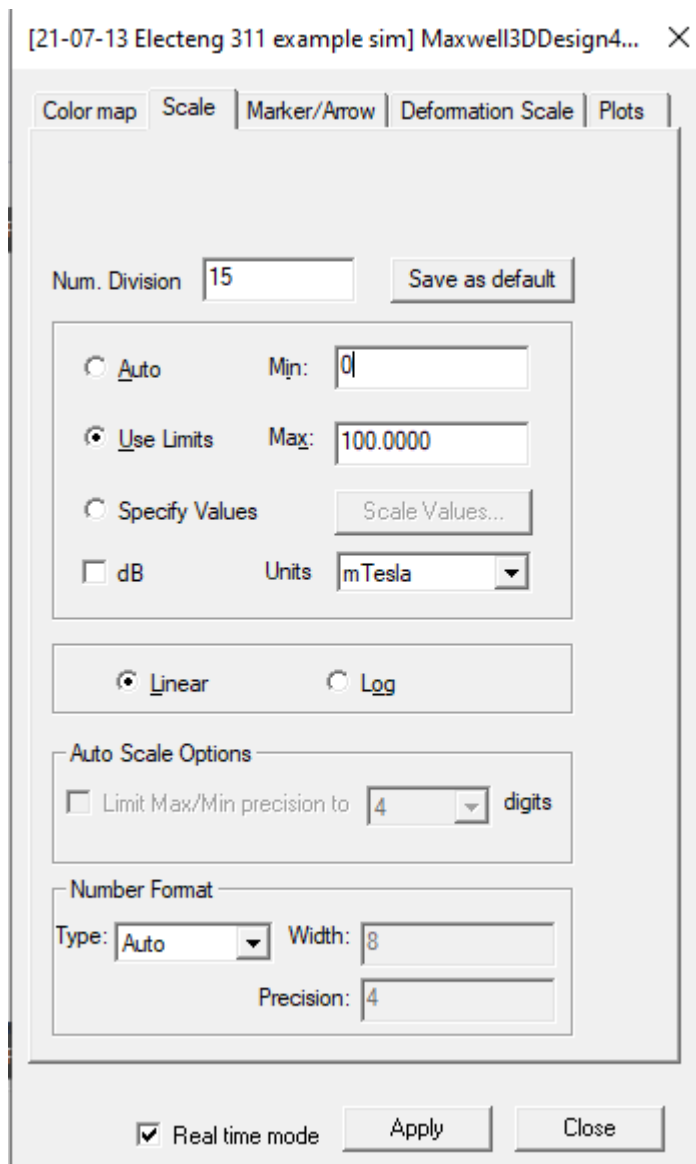 [21-07-13 Electeng 311 example sim] Maxwell3DDesign4...
Color map Scale Marker/Arrow Deformation Scale Plots
Num. Division 15 Save as default
Auto Min: 0
Use Limits Max: 100.0000
Specify Values Scale Values...
dB Units mTesla
Linear Log
Auto Scale Options
Limit Max/Min precision to 4 digits
Number Format
Type: Auto Width: 8
Precision: 4
Real time mode Apply Close